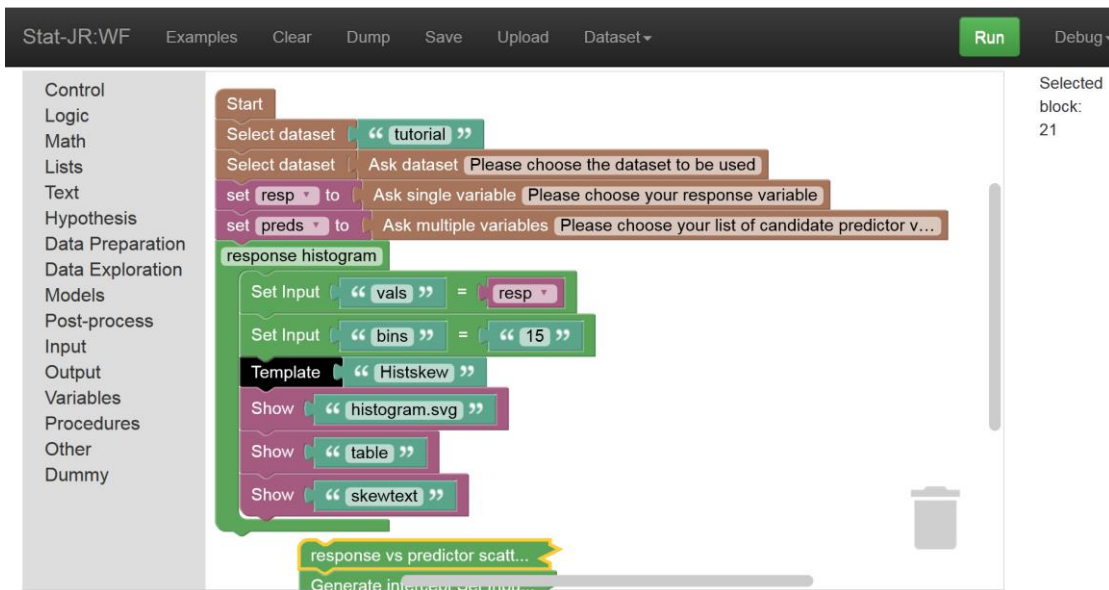 Stat-JR:WF Examples Clear Dump Save Upload Dataset Run Debug
Control
Logic
Math
Lists
Text
Hypothesis
Data Preparation
Data Exploration
Models
Post-process
Input
Output
Variables
Procedures
Other
Dummy
Start
Select dataset “ tutorial ”
Select dataset Ask dataset Please choose the dataset to be used
set resp to Ask single variable Please choose your response variable
set preds to Ask multiple variables Please choose your list of candidate predictor v...
response histogram
Set Input “ vals ” = resp
Set Input “ bins ” = “ 15 ”
Template “ Histskew ”
Show “ histogram.svg ”
Show “ table ”
Show “ skewtext ”
response vs predictor scatt...
Generate
Selected
block:
21